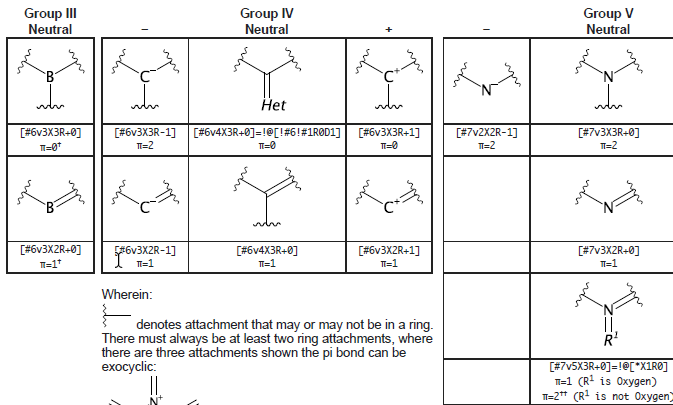 Group III
Neutral
Group IV
– Neutral +
Group V
– Neutral
B
C–
Het
C+
N–
N
[#6v3X3R+0]
π=0†
[#6v3X3R-1]
π=2
[#6v4X3R+0]=!@[!#6!#1R0D1]
π=0
[#6v3X3R+1]
π=0
[#7v2X2R-1]
π=2
[#7v3X3R+0]
π=2
B
C–
C+
N
[#6v3X2R+0]
π=1†
[#6v3X2R-1]
π=1
[#6v4X3R+0]
π=1
[#6v3X2R+1]
π=1
[#7v3X2R+0]
π=1
N
R1
[#7v5X3R+0]=!@[*X1R0]
π=1 (R1 is Oxygen)
π=2†† (R1 is not Oxygen)
Wherein:
denotes attachment that may or may not be in a ring.
There must always be at least two ring attachments, where
there are three attachments shown the pi bond can be
exocyclic:
N+